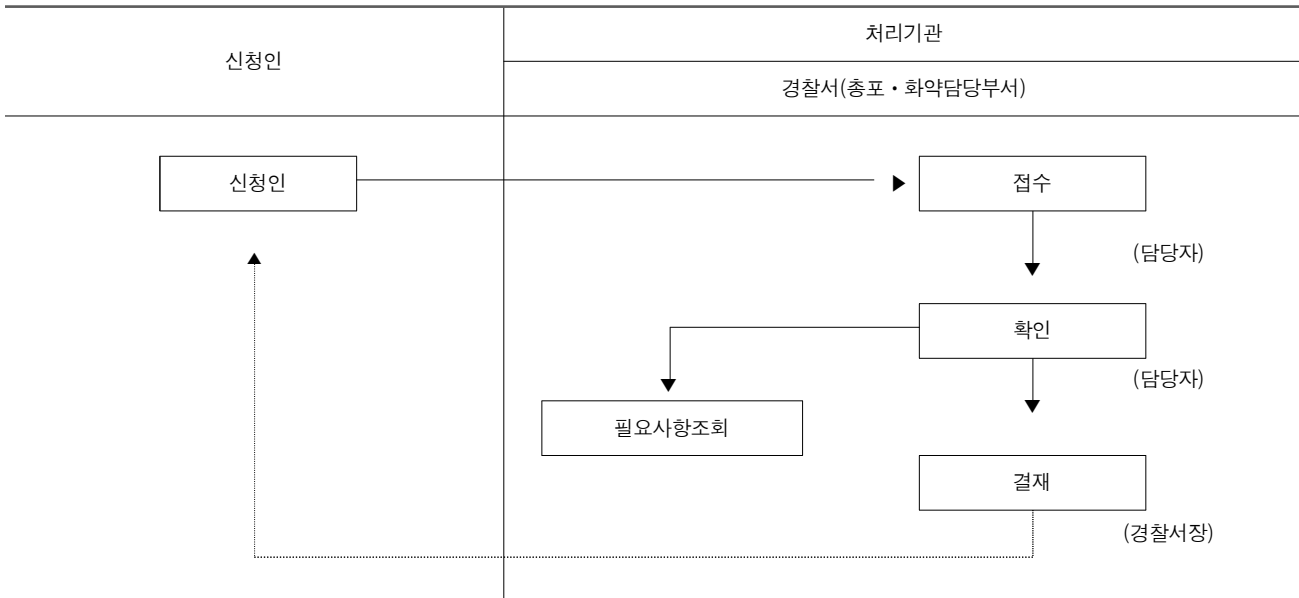 신청인
처리기관
경찰서(총포・화약담당부서)
신청인
접수
(담당자)
확인
(담당자)
필요사항조회
결재
(경찰서장)